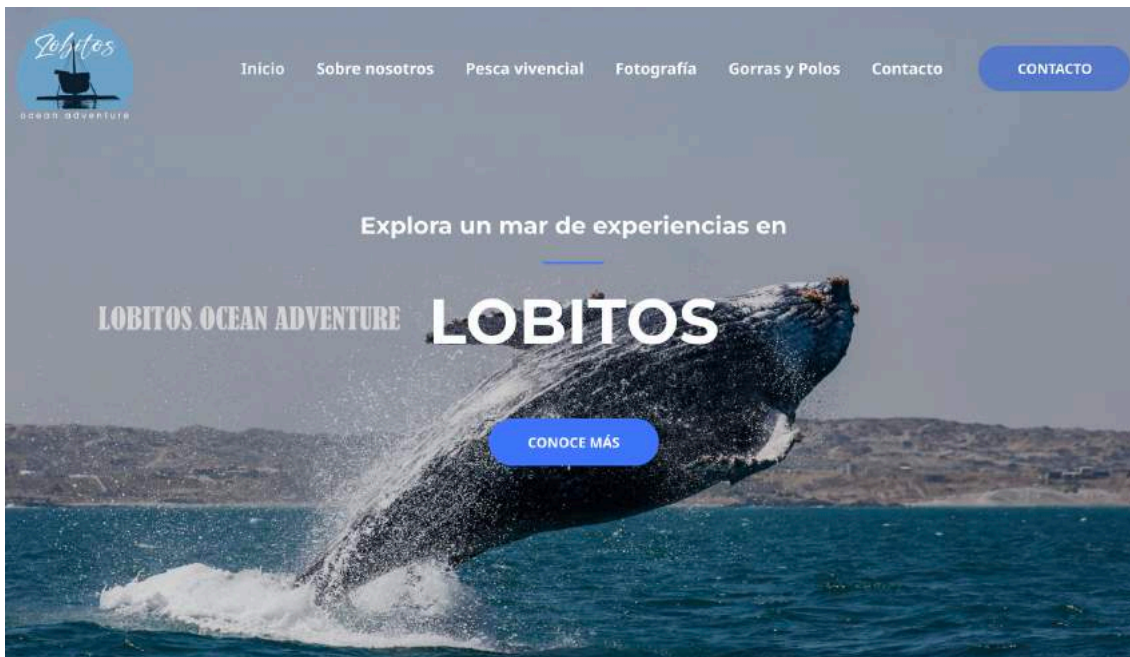 Lobitos
ocean adventure
Inicio
Sobre nosotros
Pesca vivencial
Fotografía
Gorras y Polos
Contacto
CONTACTO
Explora un mar de experiencias en
LOBITOS OCEAN ADVENTURE
LOBITOS
CONOCE MÁS